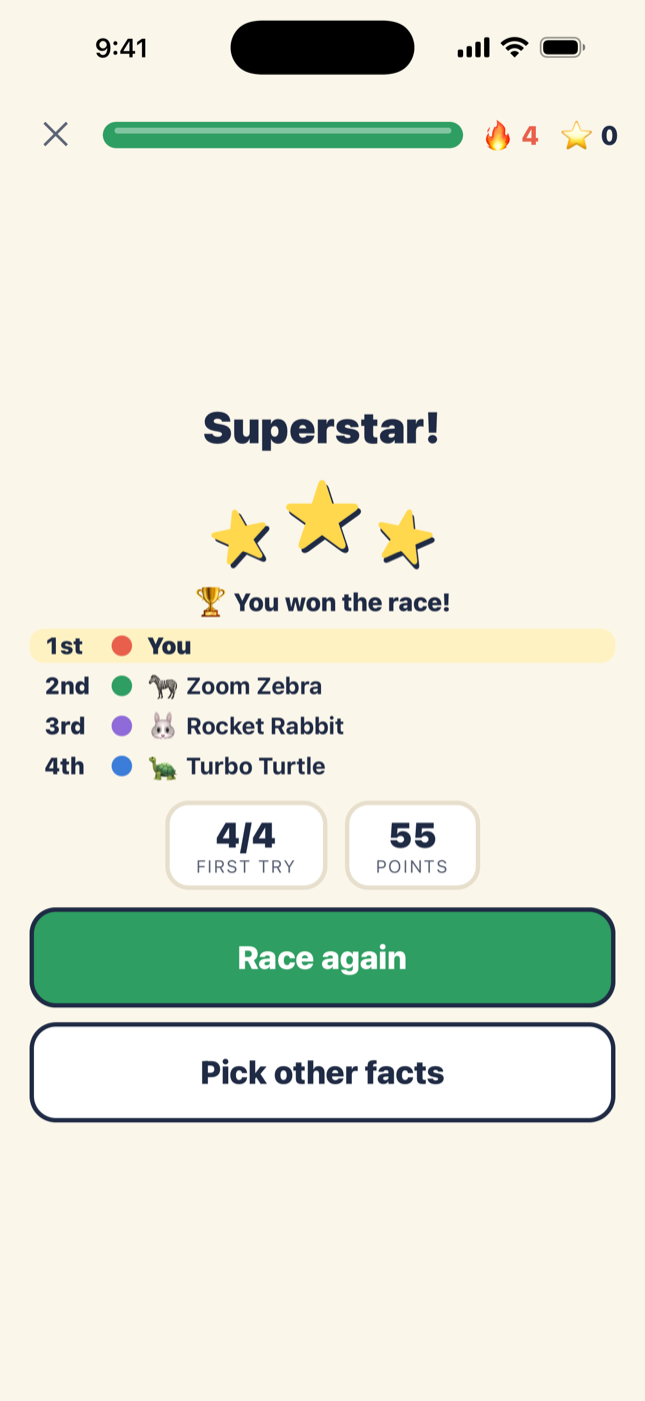 9:41
4 0
Superstar!
You won the race!
1st You
2nd Zoom Zebra
3rd Rocket Rabbit
4th Turbo Turtle
4/4 55
FIRST TRY POINTS
Race again
Pick other facts